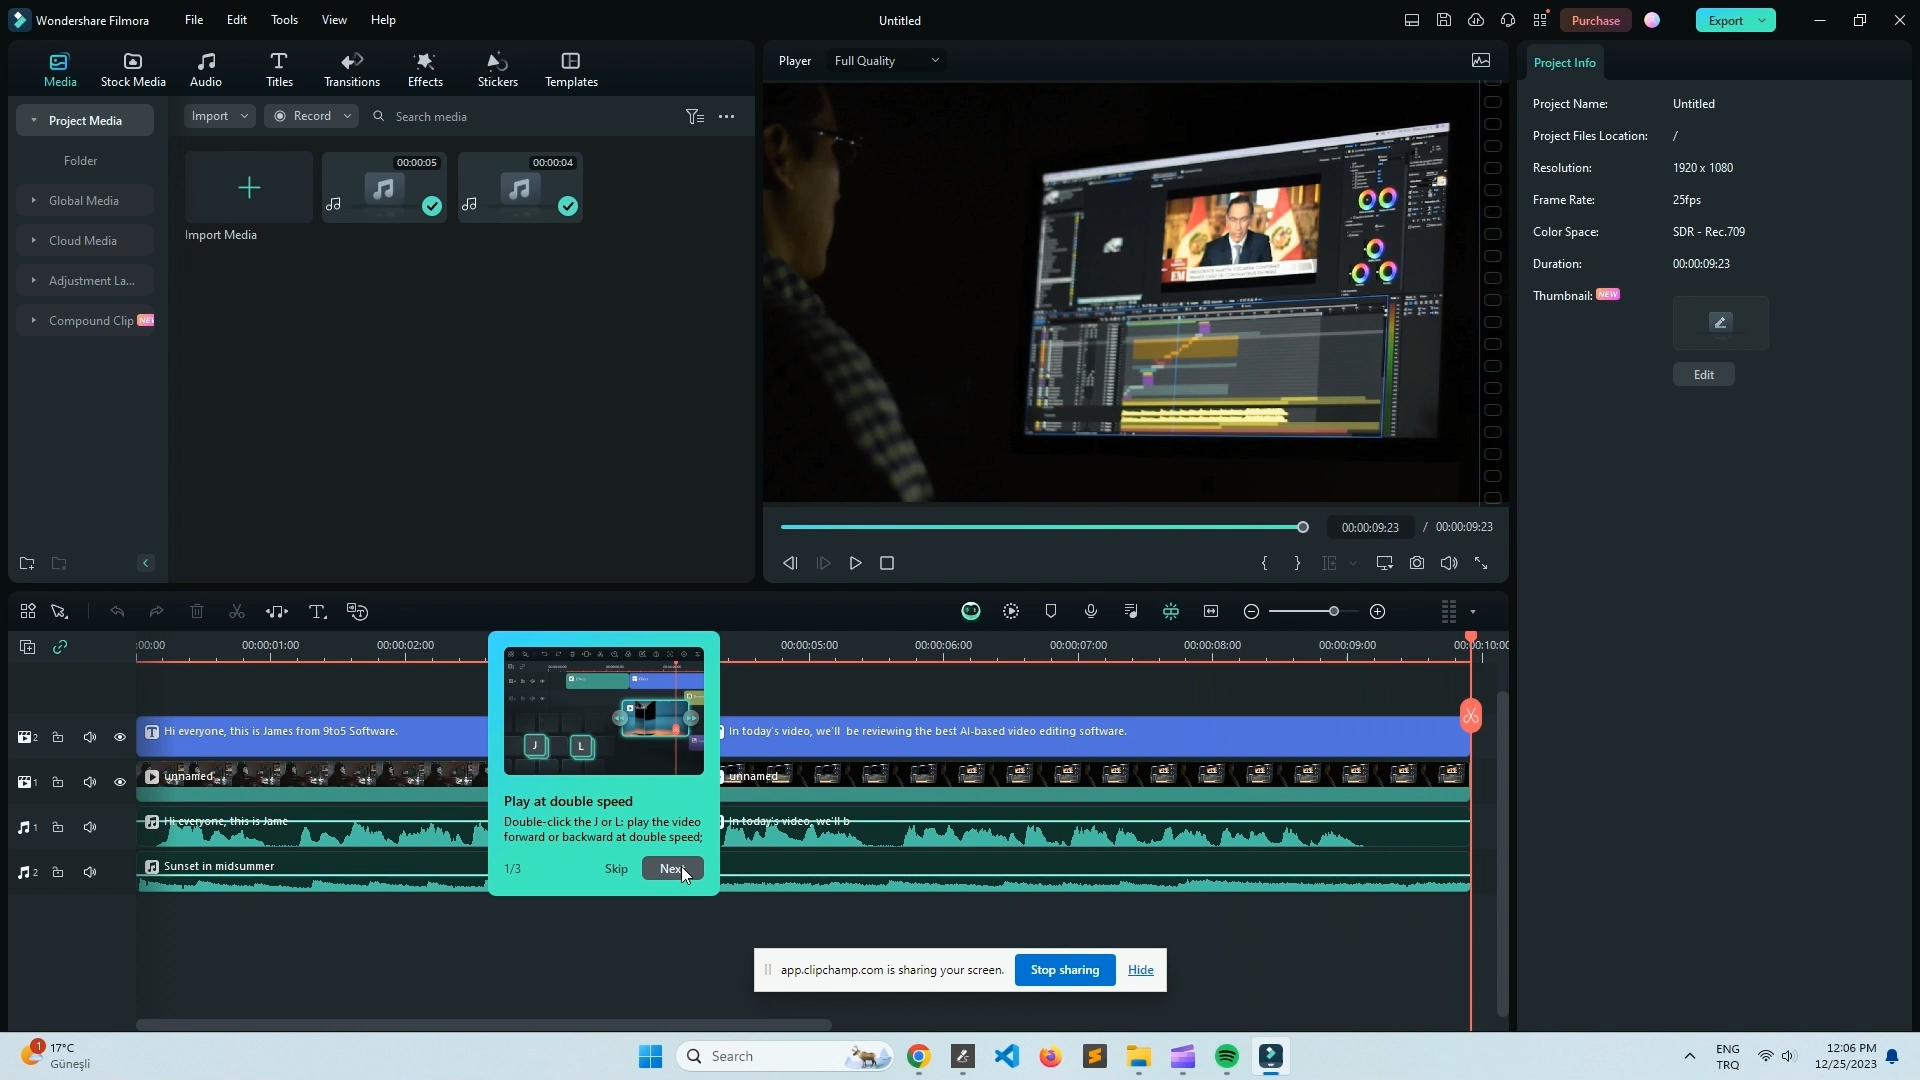 Wondershare Filmora
File
Edit
Tools
View
Help
Untitled
Purchase
Export
Media
Stock Media
Audio
Titles
Transitions
Effects
Stickers
Templates
Player
Full Quality
Project Info
Project Media
Import
Record
Search media
Folder
Global Media
Cloud Media
Adjustment La...
Compound Clip NEW
00:00:05
00:00:04
Import Media
EM
Project Name: Untitled
Project Files Location: /
Resolution: 1920 x 1080
Frame Rate: 25fps
Color Space: SDR - Rec.709
Duration: 00:00:09:23
Thumbnail: NEW
Edit
00:00:09:23 / 00:00:09:23
:00:00
00:00:01:00
00:00:02:00
00:00:05:00
00:00:06:00
00:00:07:00
00:00:08:00
00:00:09:00
00:00:10:00
2
T Hi everyone, this is James from 9to5 Software.
In today's video, we'll be reviewing the best AI-based video editing software.
1
unnamed
unnamed
1
Hi everyone, this is Jame
In today's video, we'll b
2
Sunset in midsummer
J
L
Play at double speed
Double-click the J or L: play the video
forward or backward at double speed;
1/3
Skip
Next
app.clipchamp.com is sharing your screen.
Stop sharing
Hide
1
17°C
Güneşli
Search
ENG
TRQ
12:06 PM
12/25/2023